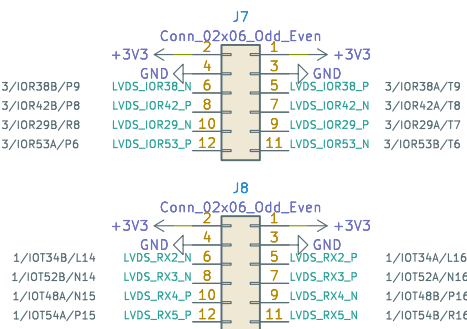 J7
Conn_02x06_Odd_Even
+3V3 2 1 +3V3
GND 4 3 GND
3/IOR38B/P9 LVDS_IOR38_N 6 5 LVDS_IOR38_P 3/IOR38A/T9
3/IOR42B/P8 LVDS_IOR42_P 8 7 LVDS_IOR42_N 3/IOR42A/T8
3/IOR29B/R8 LVDS_IOR29_N 10 9 LVDS_IOR29_P 3/IOR29A/T7
3/IOR53A/P6 LVDS_IOR53_P 12 11 LVDS_IOR53_N 3/IOR53B/T6
J8
Conn_02x06_Odd_Even
+3V3 2 1 +3V3
GND 4 3 GND
1/IOT34B/L14 LVDS_RX2_N 6 5 LVDS_RX2_P 1/IOT34A/L16
1/IOT52B/N14 LVDS_RX3_N 8 7 LVDS_RX3_P 1/IOT52A/N16
1/IOT48A/N15 LVDS_RX4_P 10 9 LVDS_RX4_N 1/IOT48B/P16
1/IOT54A/P15 LVDS_RX5_P 12 11 LVDS_RX5_N 1/IOT54B/R16